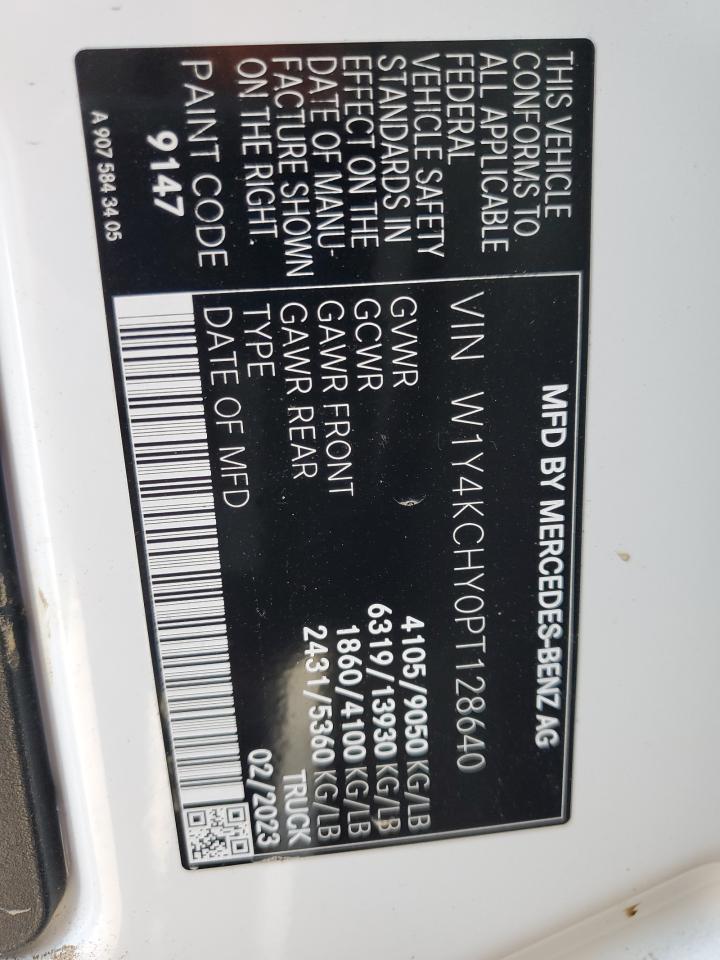 MFD BY MERCEDES-BENZ AG
VIN W1Y4KCHY0PT128640
GVWR 4105/9050 KG/LB
GCWR 6319/13930 KG/LB
GAWR FRONT 1860/4100 KG/LB
GAWR REAR 2431/5360 KG/LB
TYPE TRUCK
DATE OF MFD 02/2023
THIS VEHICLE
CONFORMS TO
ALL APPLICABLE
FEDERAL
VEHICLE SAFETY
STANDARDS IN
EFFECT ON THE
DATE OF MANU-
FACTURE SHOWN
ON THE RIGHT.
PAINT CODE
9147
A 907 584 34 05